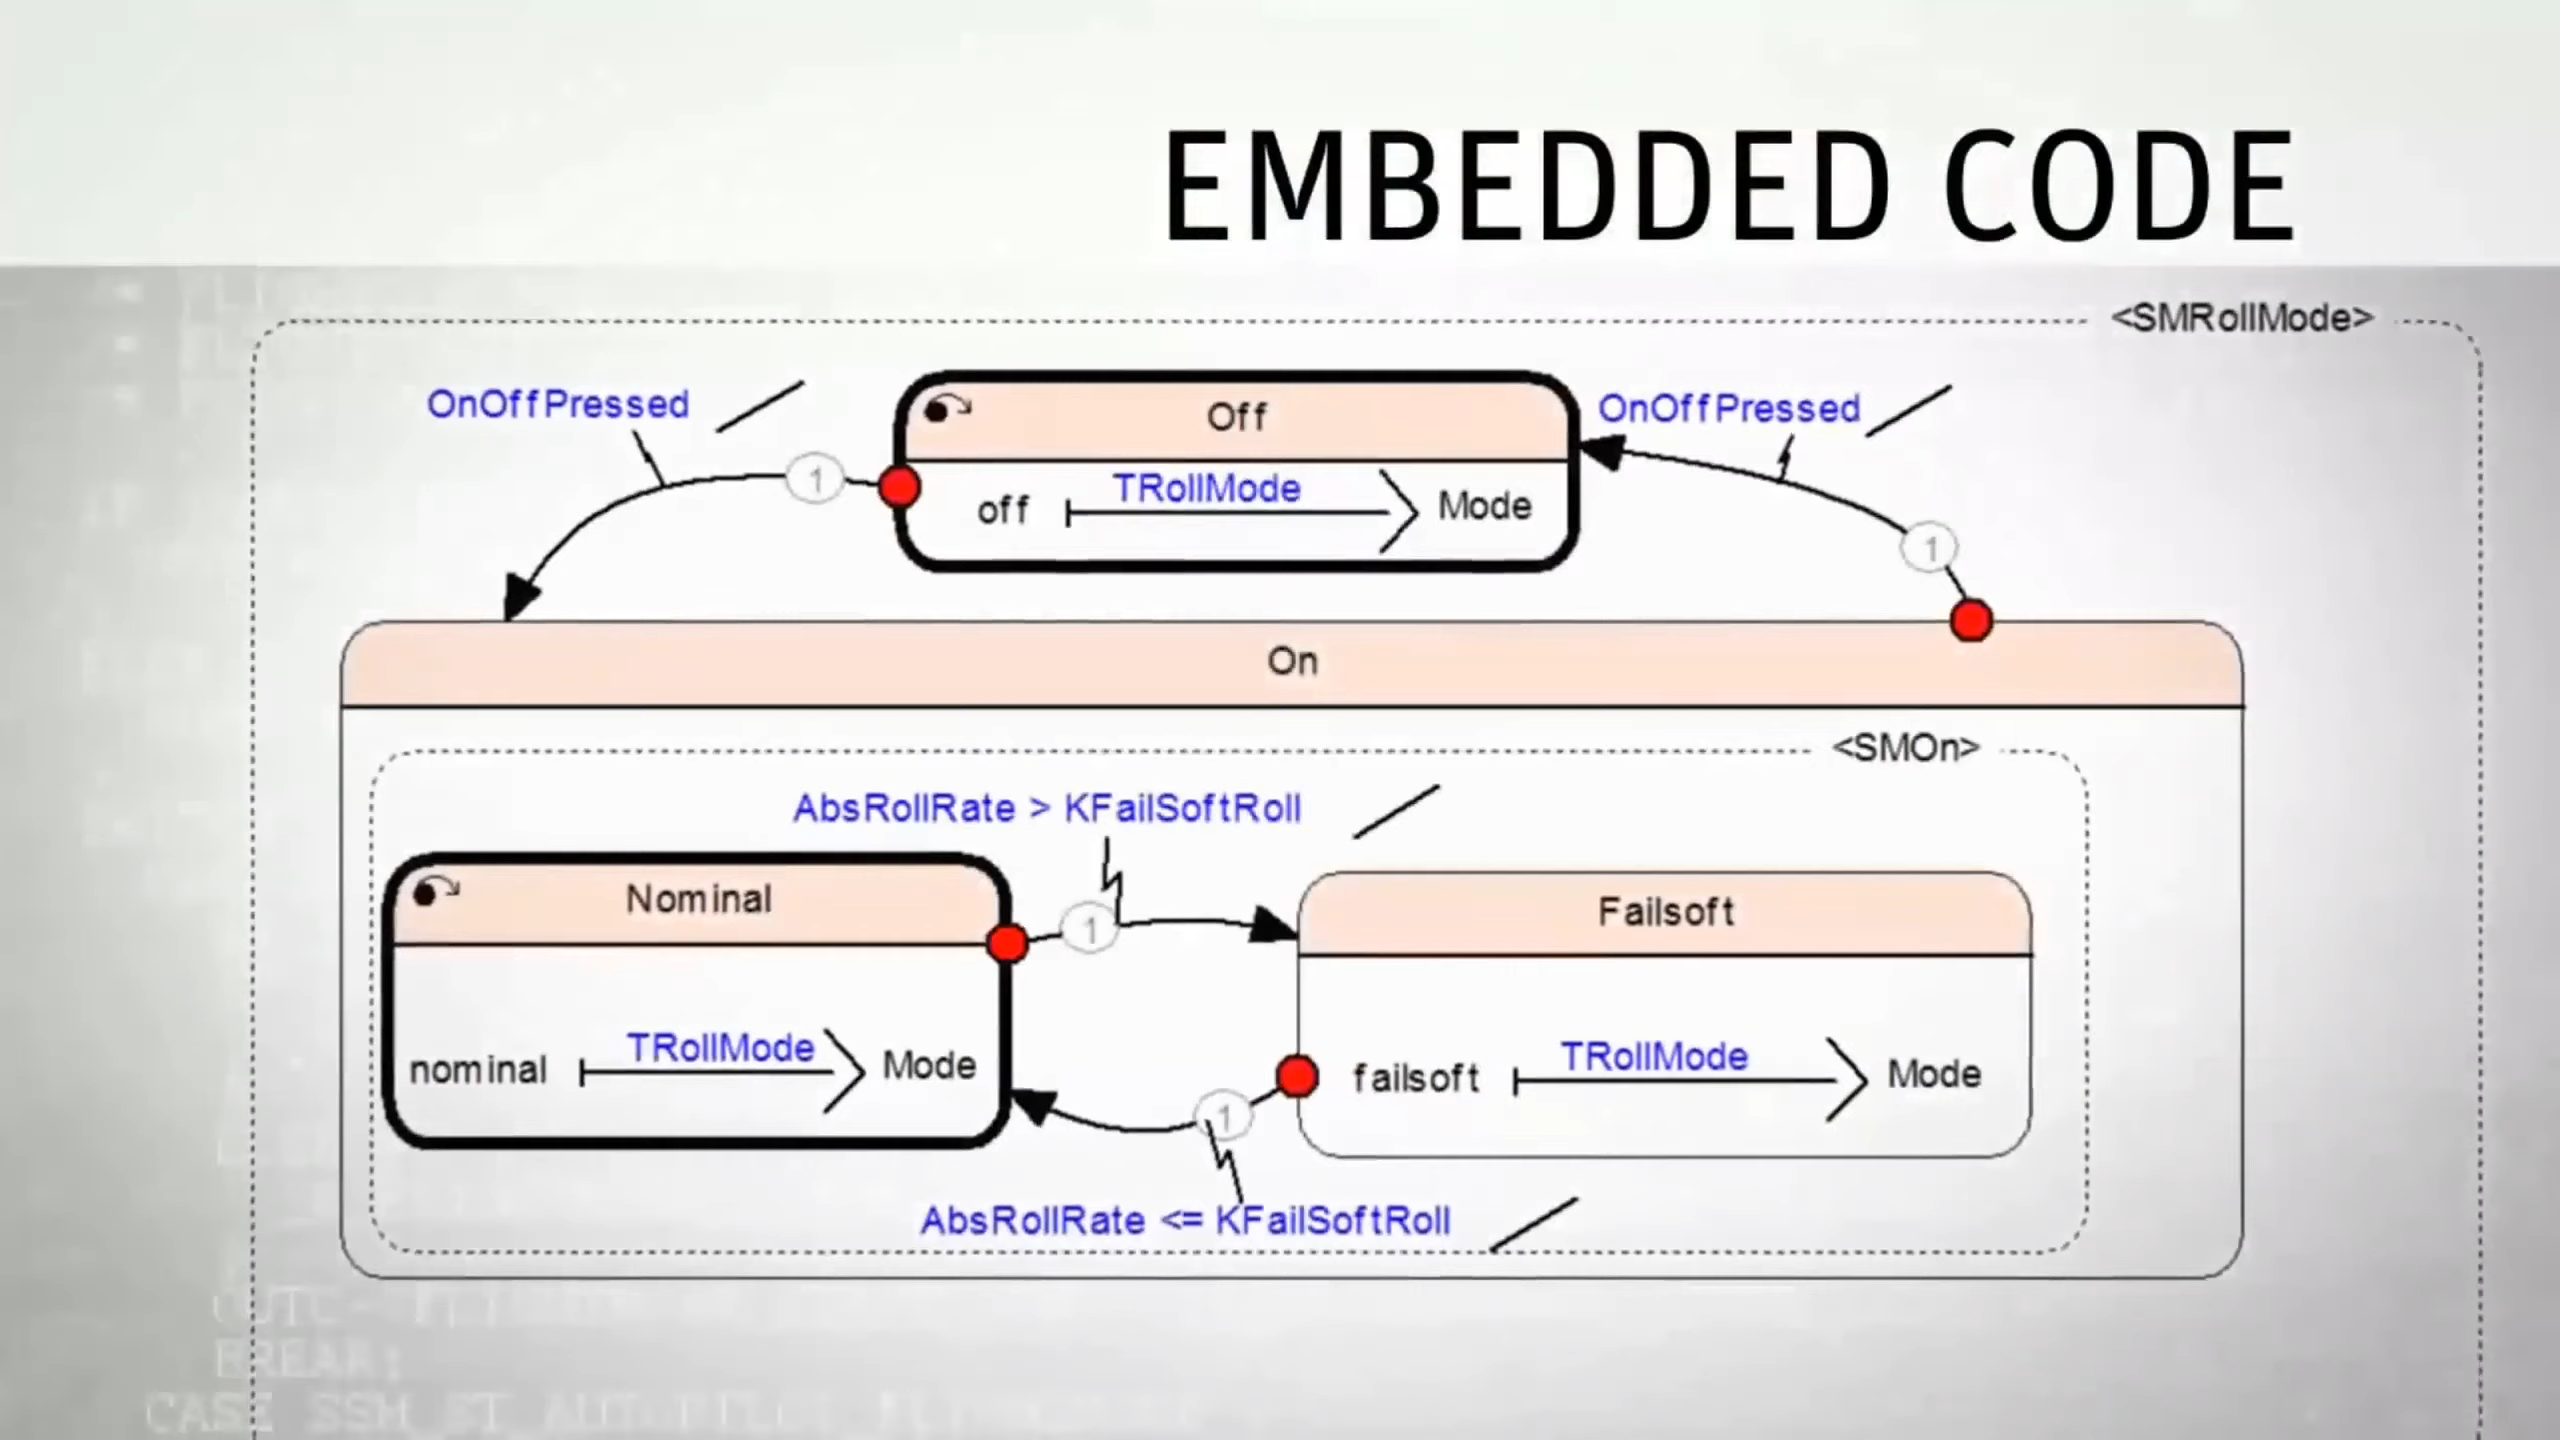 EMBEDDED CODE
<SMRollMode>
OnOffPressed
Off
OnOffPressed
1
off TRollMode Mode
1
On
<SMOn>
AbsRollRate > KFailSoftRoll
Nominal
Failsoft
1
nominal TRollMode Mode
failsoft TRollMode Mode
1
AbsRollRate <= KFailSoftRoll
BREAK;